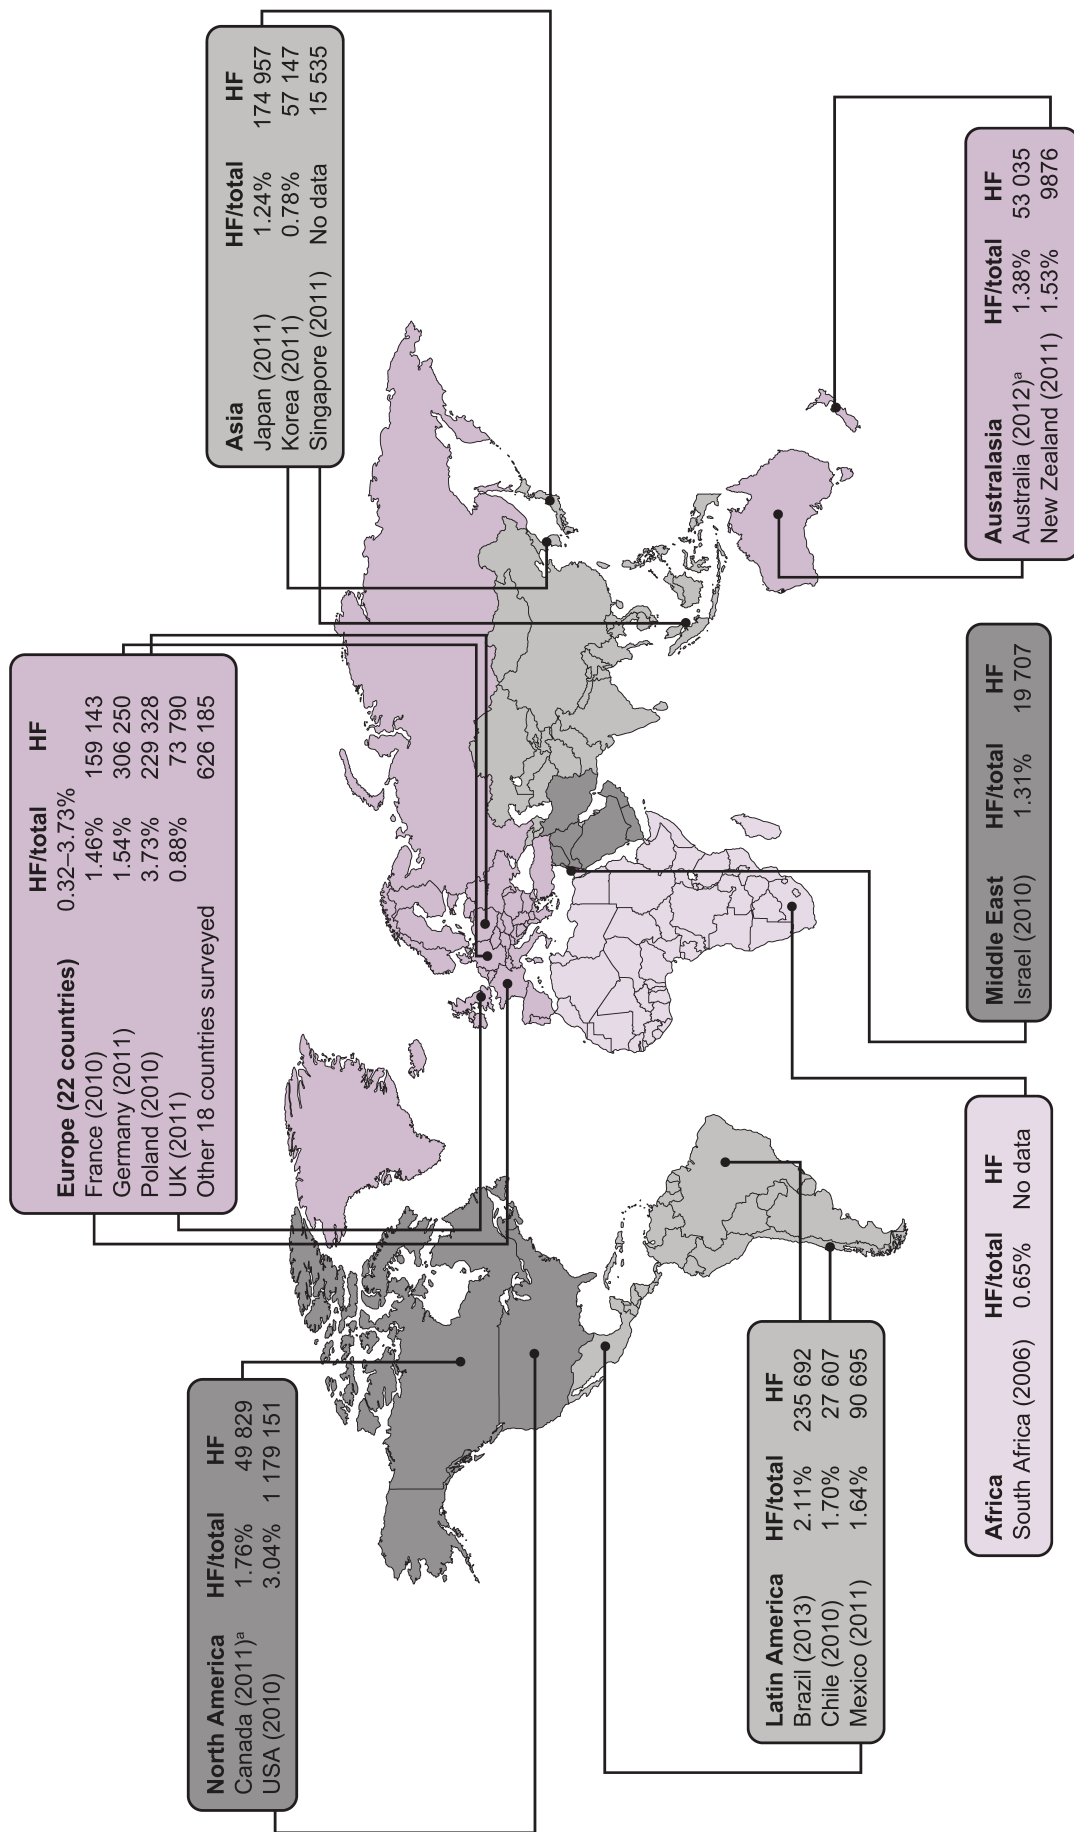 North America HF/total HF
Canada (2011)ª 1.76% 49 829
USA (2010) 3.04% 1 179 151
Europe (22 countries) HF/total HF
0.32–3.73%
France (2010) 1.46% 159 143
Germany (2011) 1.54% 306 250
Poland (2010) 3.73% 229 328
UK (2011) 0.88% 73 790
Other 18 countries surveyed 626 185
Asia HF/total HF
Japan (2011) 1.24% 174 957
Korea (2011) 0.78% 57 147
Singapore (2011) No data 15 535
Latin America HF/total HF
Brazil (2013) 2.11% 235 692
Chile (2010) 1.70% 27 607
Mexico (2011) 1.64% 90 695
Africa HF/total HF
South Africa (2006) 0.65% No data
Middle East HF/total HF
Israel (2010) 1.31% 19 707
Australasia HF/total HF
Australia (2012)ª 1.38% 53 035
New Zealand (2011) 1.53% 9876